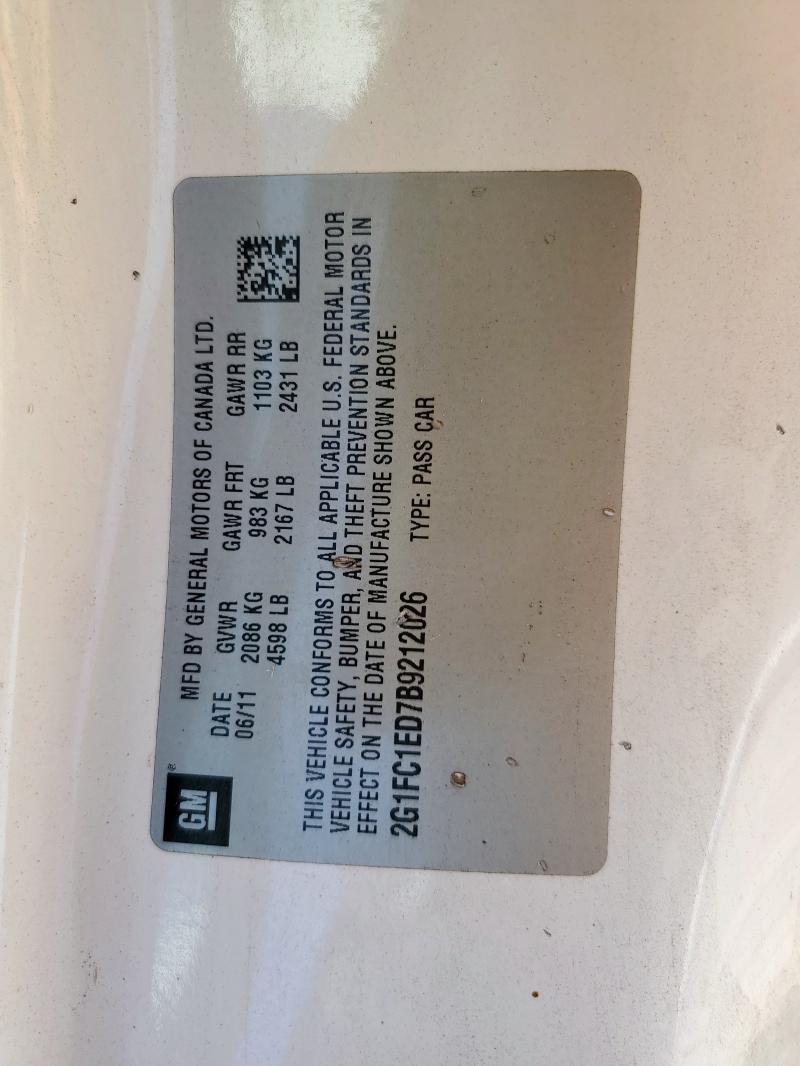 GM
MFD BY GENERAL MOTORS OF CANADA LTD.
DATE GVWR GAWR FRT GAWR RR
06/11 2086 KG 983 KG 1103 KG
4598 LB 2167 LB 2431 LB
THIS VEHICLE CONFORMS TO ALL APPLICABLE U.S. FEDERAL MOTOR
VEHICLE SAFETY, BUMPER, AND THEFT PREVENTION STANDARDS IN
EFFECT ON THE DATE OF MANUFACTURE SHOWN ABOVE.
2G1FC1ED7B9212026 TYPE: PASS CAR